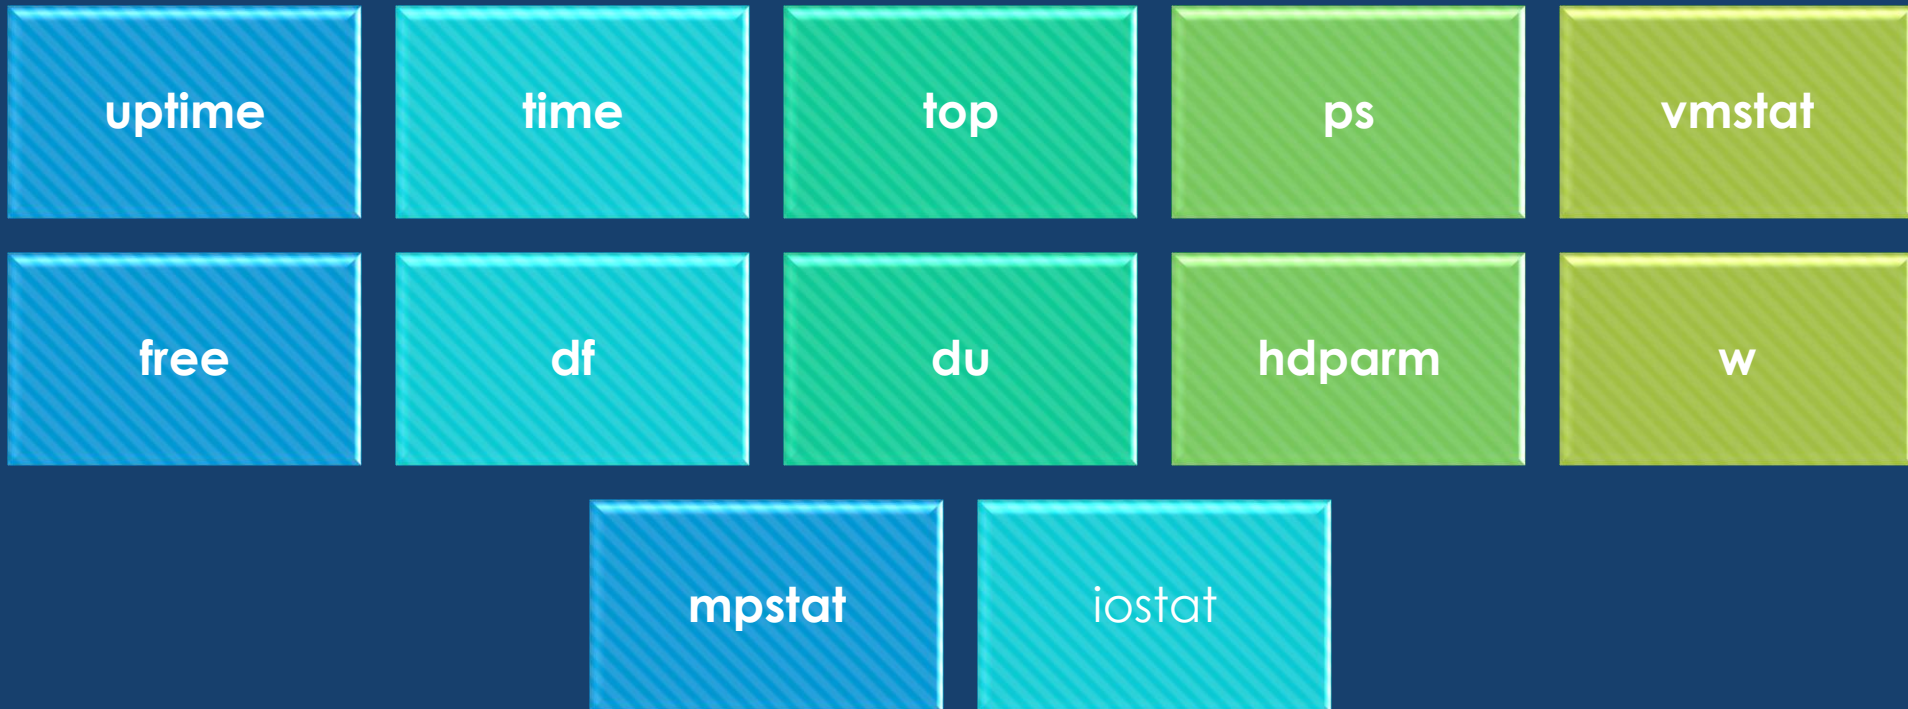 uptime
time
top
ps
vmstat
free
df
du
hdparm
w
mpstat
iostat